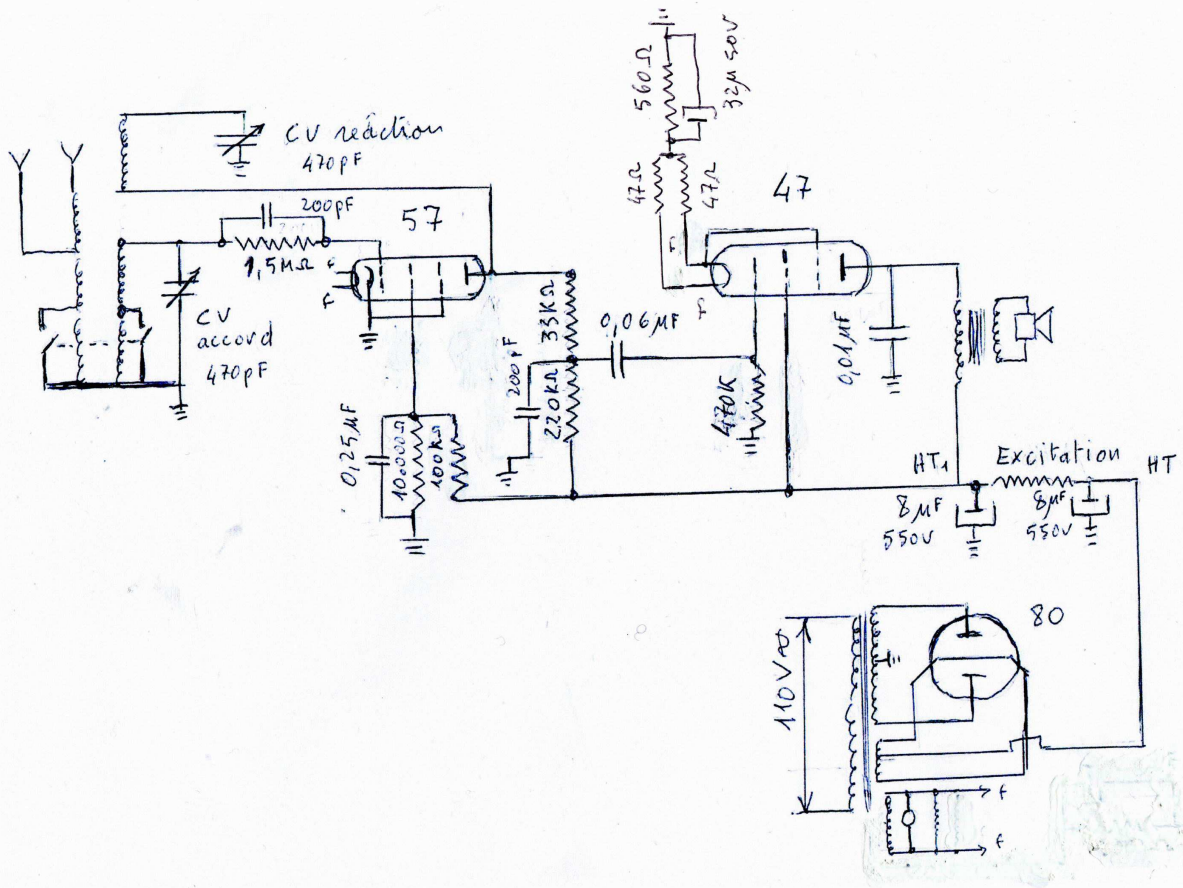 560Ω
32µ 50V
CV réaction
470pF
47Ω
47Ω
47
200pF
57
1,5MΩ
F
F
F
F
33KΩ
0,06µF
CV
accord
470pF
200pF
220KΩ
470K
0,01µF
0,25µF
10.000Ω
100KΩ
HT1
Excitation
HT
8µF
550V
8µF
550V
80
110V~
f
f